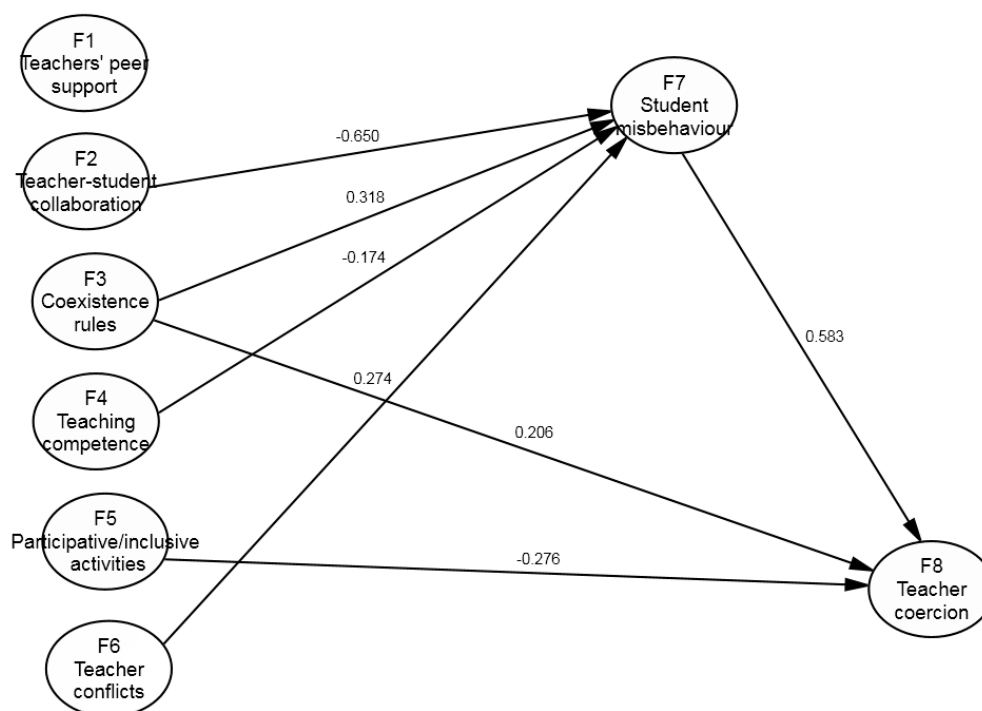 F1
Teachers' peer
support
F7
Student
misbehaviour
-0.650
F2
Teacher-student
collaboration
0.318
-0.174
F3
Coexistence
rules
0.583
0.274
F4
Teaching
competence
0.206
F5
Participative/inclusive
activities
-0.276
F8
Teacher
coercion
F6
Teacher
conflicts